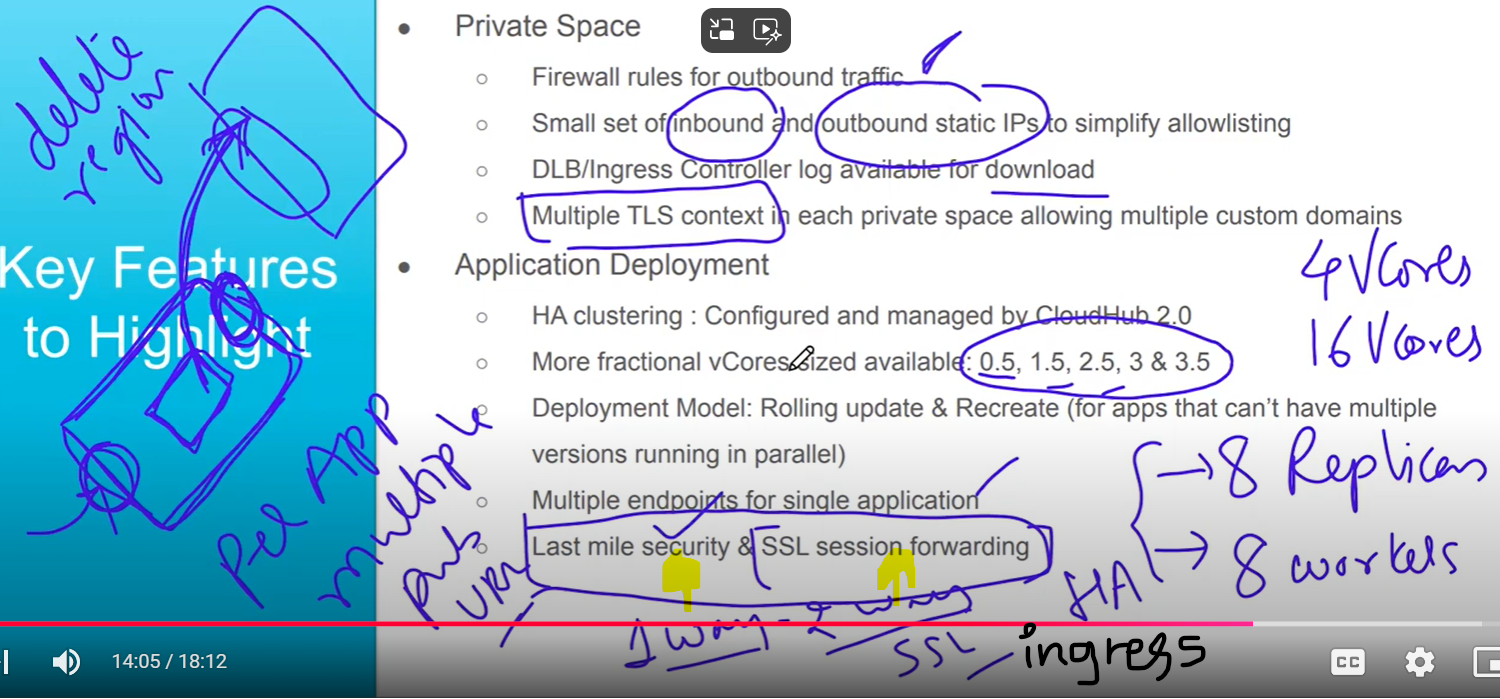 delete
region
Key Features
to Highlight
● Private Space
○ Firewall rules for outbound traffic
○ Small set of inbound and outbound static IPs to simplify allowlisting
○ DLB/Ingress Controller log available for download
○ Multiple TLS context in each private space allowing multiple custom domains
● Application Deployment
○ HA clustering : Configured and managed by CloudHub 2.0
○ More fractional vCores sized available: 0.5, 1.5, 2.5, 3 & 3.5
○ Deployment Model: Rolling update & Recreate (for apps that can't have multiple
versions running in parallel)
○ Multiple endpoints for single application
○ Last mile security & SSL session forwarding
4 VCores
16 VCores
HA
→ 8 Replicas
→ 8 workers
Per App
multiple
pub
URL
1 way - 2 way
SSL
ingress
14:05 / 18:12
CC